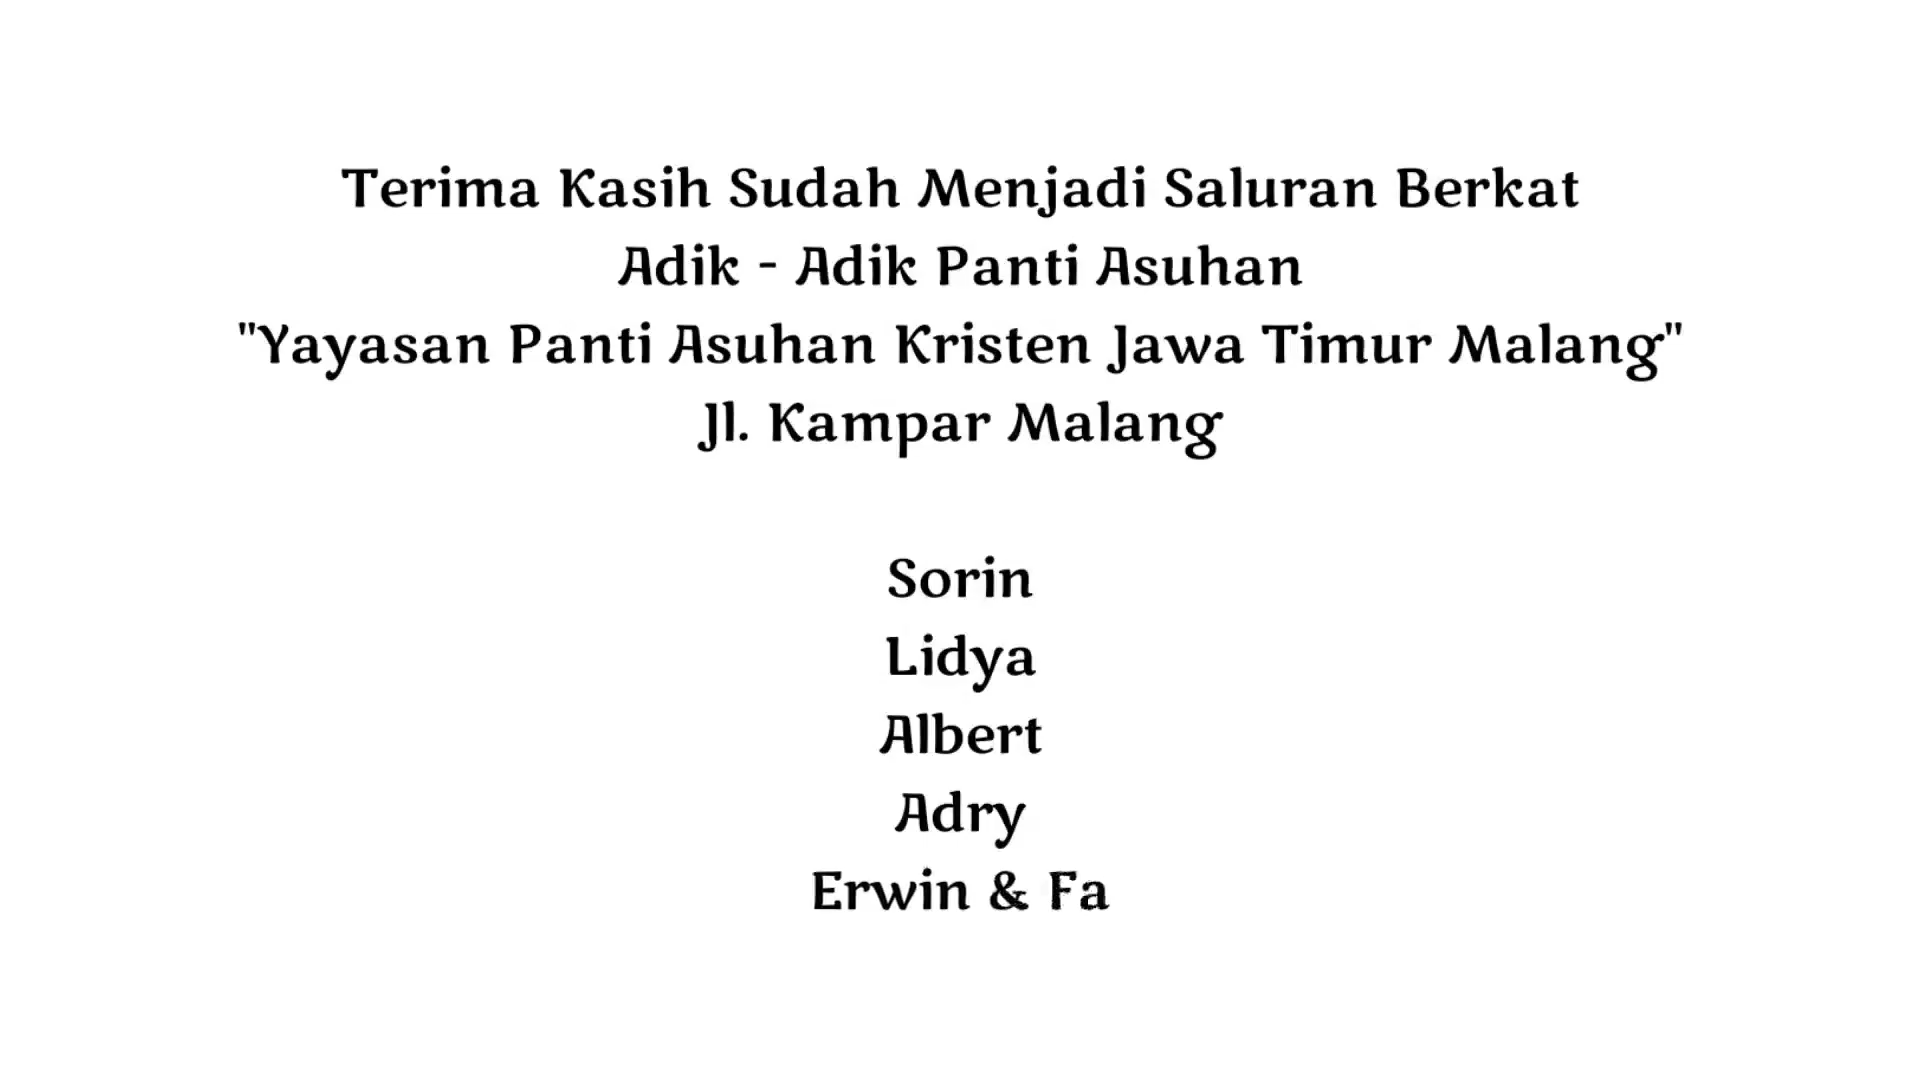 Terima Kasih Sudah Menjadi Saluran Berkat
Adik - Adik Panti Asuhan
"Yayasan Panti Asuhan Kristen Jawa Timur Malang"
Jl. Kampar Malang
Sorin
Lidya
Albert
Adry
Erwin & Fa